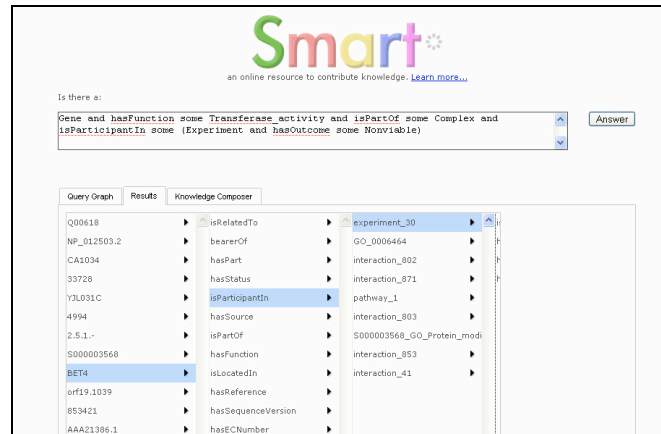 Smart
an online resource to contribute knowledge. Learn more...
Is there a:
Gene and hasFunction some Transferase_activity and isPartOf some Complex and
isParticipantIn some (Experiment and hasOutcome some Nonviable)
Answer
Query Graph Results Knowledge Composer
Q00618 isRelatedTo experiment_30
NP_012503.2 bearerOf GO_0006464
CA1034 hasPart interaction_802
33728 hasStatus interaction_871
YJL031C isParticipantIn pathway_1
4994 hasSource interaction_803
2.5.1.- isPartOf S000003568_GO_Protein_modi
S000003568 hasFunction interaction_853
BET4 isLocatedIn interaction_41
orf19.1039 hasReference
853421 hasSequenceVersion
AAA21386.1 hasECNumber